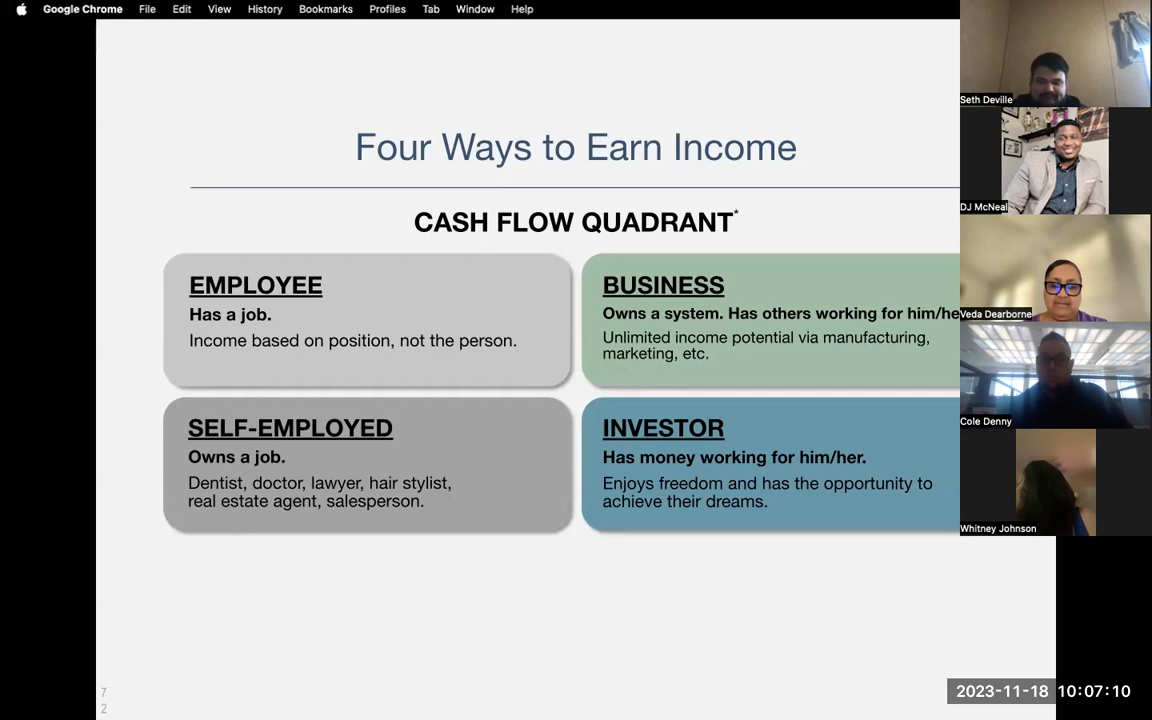 Google Chrome File Edit View History Bookmarks Profiles Tab Window Help
Four Ways to Earn Income
CASH FLOW QUADRANT*
EMPLOYEE
Has a job.
Income based on position, not the person.
BUSINESS
Owns a system. Has others working for him/he
Unlimited income potential via manufacturing,
marketing, etc.
SELF-EMPLOYED
Owns a job.
Dentist, doctor, lawyer, hair stylist,
real estate agent, salesperson.
INVESTOR
Has money working for him/her.
Enjoys freedom and has the opportunity to
achieve their dreams.
Seth Deville
DJ McNeal
Veda Dearborne
Cole Denny
Whitney Johnson
7
2
2023-11-18 10:07:10